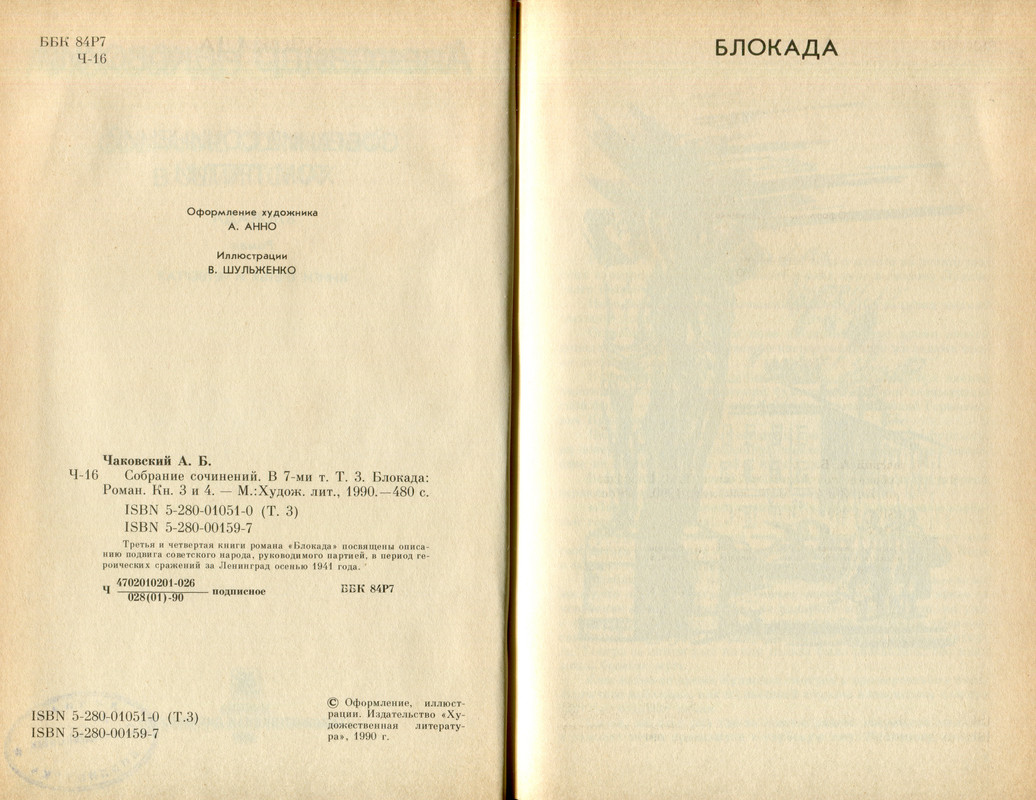 ББК 84Р7
Ч-16
Оформление художника
А. АННО
Иллюстрации
В. ШУЛЬЖЕНКО
Чаковский А. Б.
Ч-16 Собрание сочинений. В 7-ми т. Т. 3. Блокада:
Роман. Кн. 3 и 4. — М.:Худож. лит., 1990.—480 с.
ISBN 5-280-01051-0 (Т. 3)
ISBN 5-280-00159-7
Третья и четвертая книги романа «Блокада» посвящены описа-
нию подвига советского народа, руководимого партией, в период ге-
роических сражений за Ленинград осенью 1941 года.
Ч 4702010201-026
028(01)-90 подписное ББК 84Р7
ISBN 5-280-01051-0 (Т.3)
ISBN 5-280-00159-7
© Оформление, иллюст-
рации. Издательство «Ху-
дожественная литерату-
ра», 1990 г.
БЛОКАДА